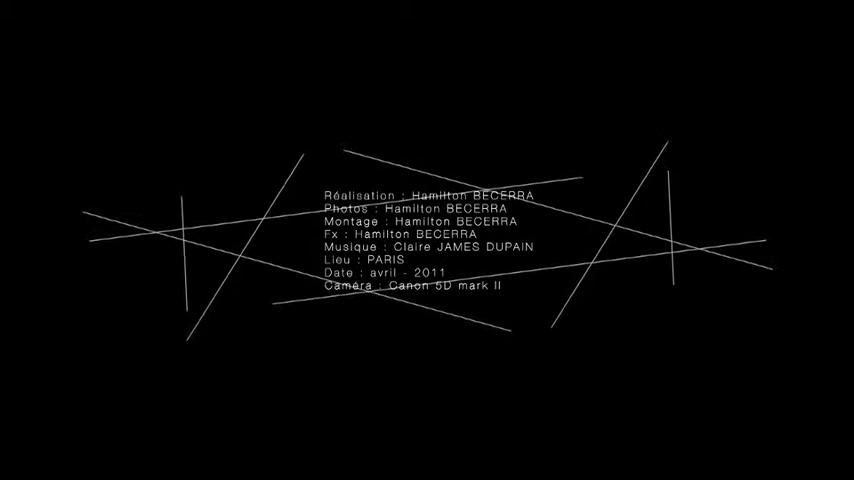 Réalisation : Hamilton BECERRA
Photos : Hamilton BECERRA
Montage : Hamilton BECERRA
Fx : Hamilton BECERRA
Musique : Claire JAMES DUPAIN
Lieu : PARIS
Date : avril - 2011
Caméra : Canon 5D mark II